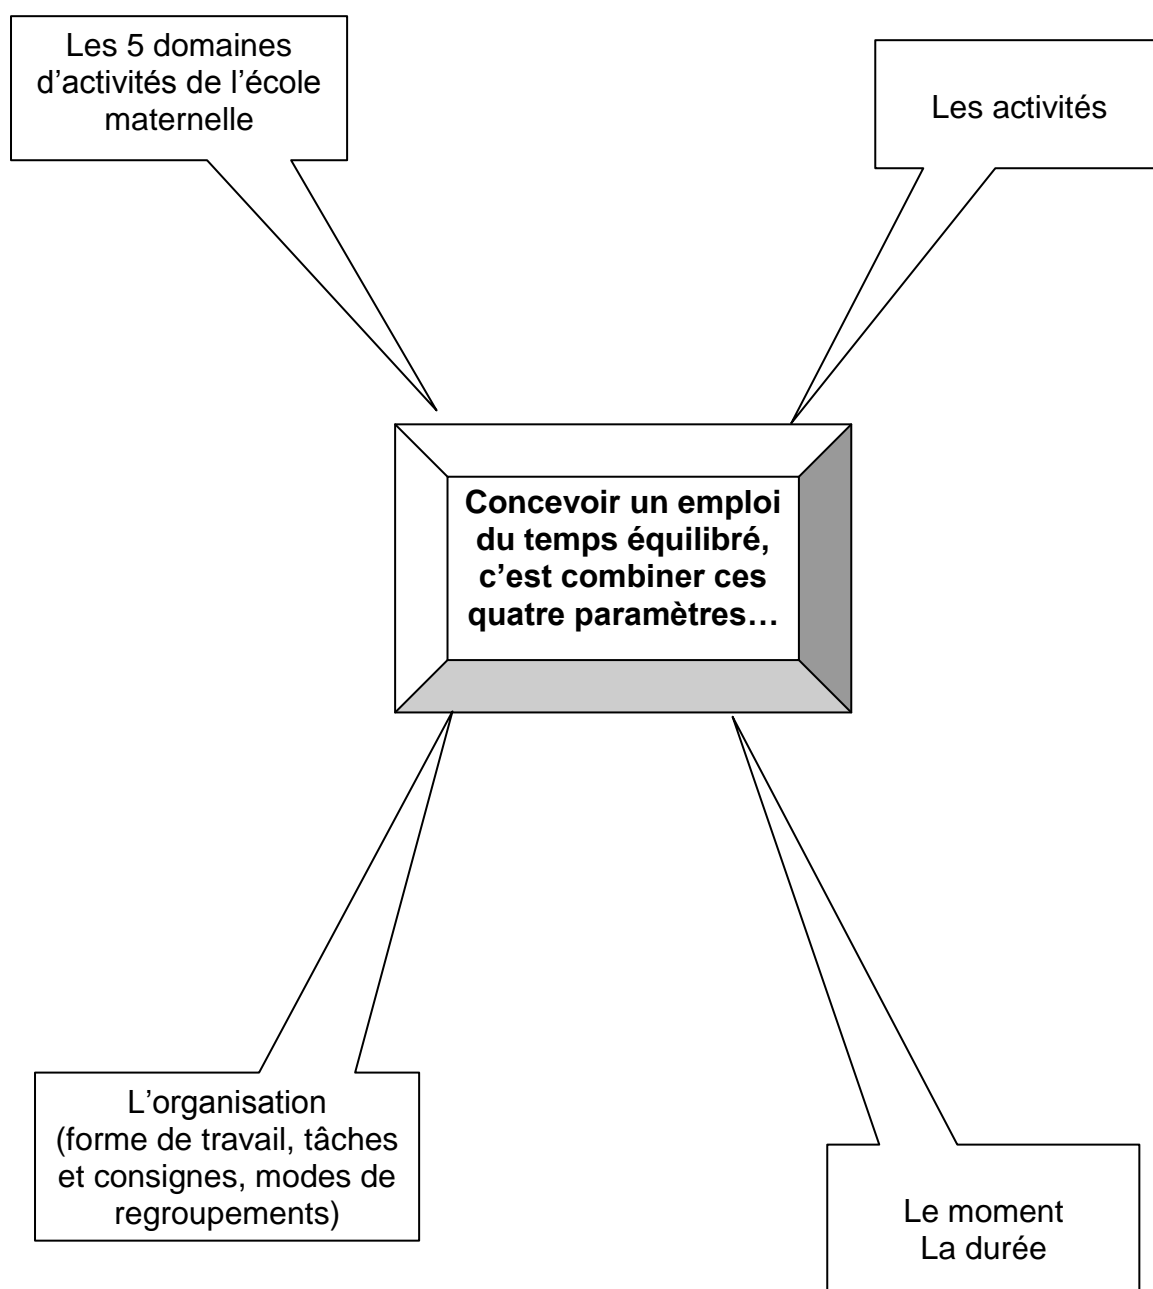 Les 5 domaines
d’activités de l’école
maternelle
Les activités
Concevoir un emploi
du temps équilibré,
c’est combiner ces
quatre paramètres…
L’organisation
(forme de travail, tâches
et consignes, modes de
regroupements)
Le moment
La durée